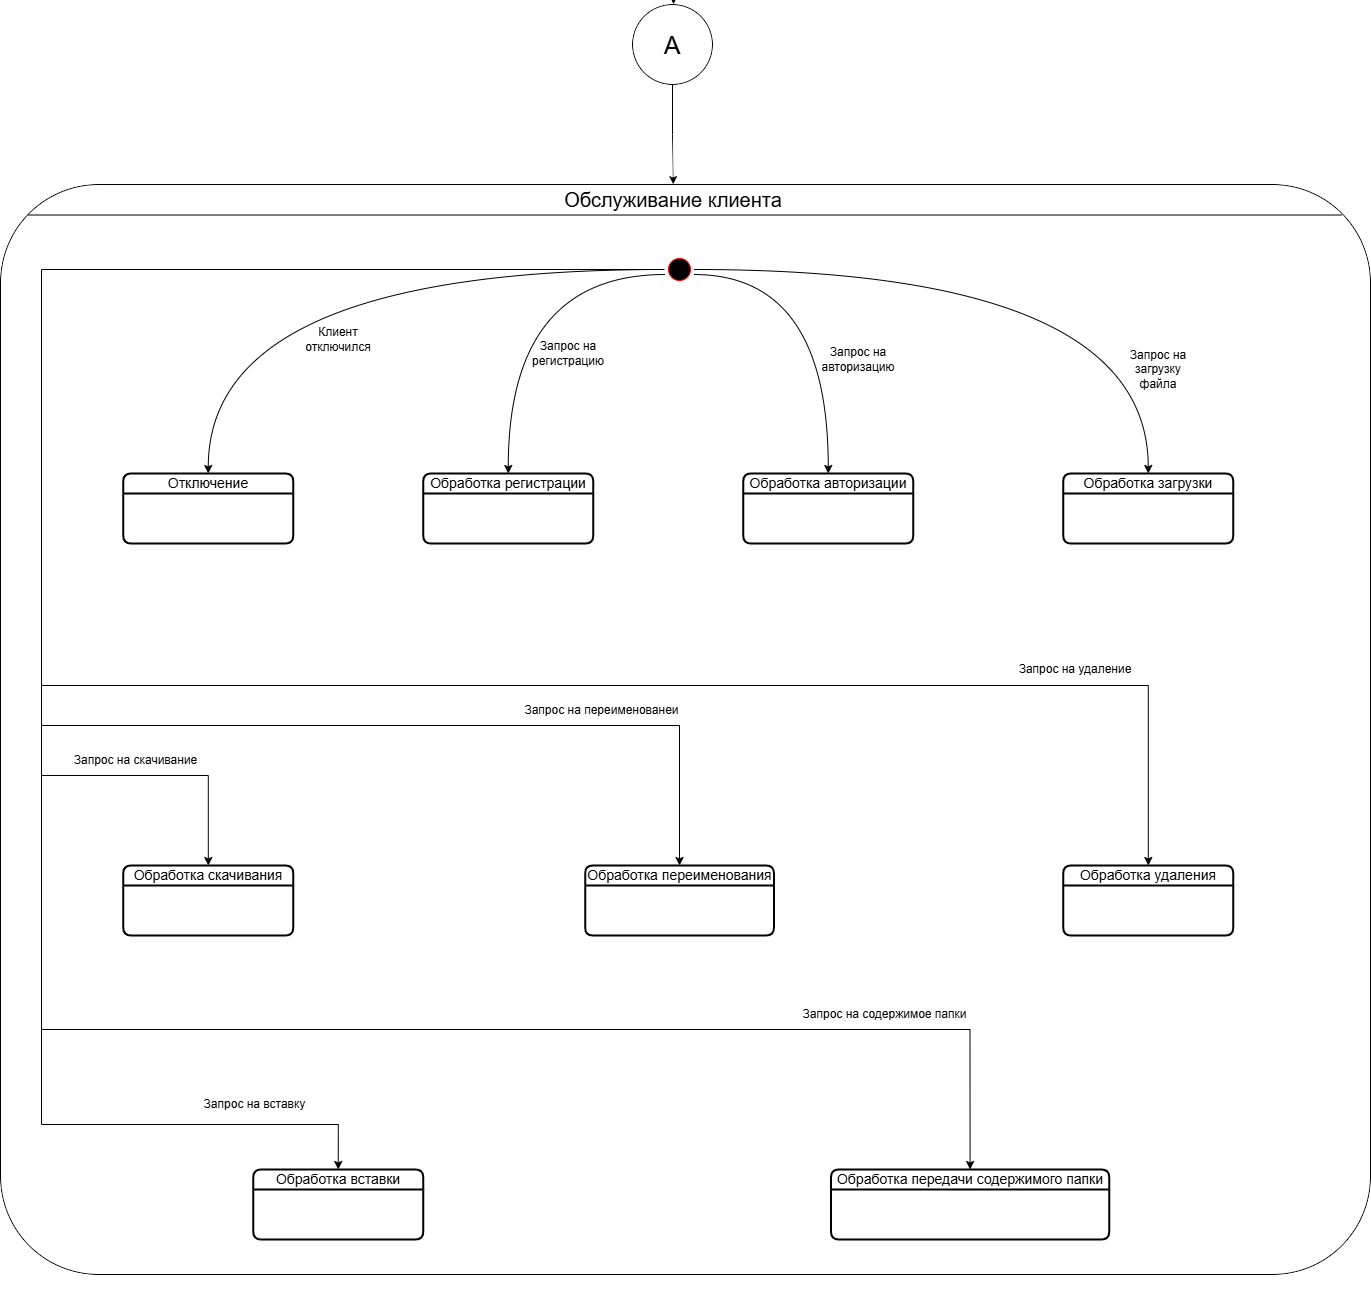 A
Обслуживание клиента
Клиент
отключился
Запрос на
регистрацию
Запрос на
авторизацию
Запрос на
загрузку
файла
Отключение
Обработка регистрации
Обработка авторизации
Обработка загрузки
Запрос на удаление
Запрос на переименованеи
Запрос на скачивание
Обработка скачивания
Обработка переименования
Обработка удаления
Запрос на содержимое папки
Запрос на вставку
Обработка вставки
Обработка передачи содержимого папки